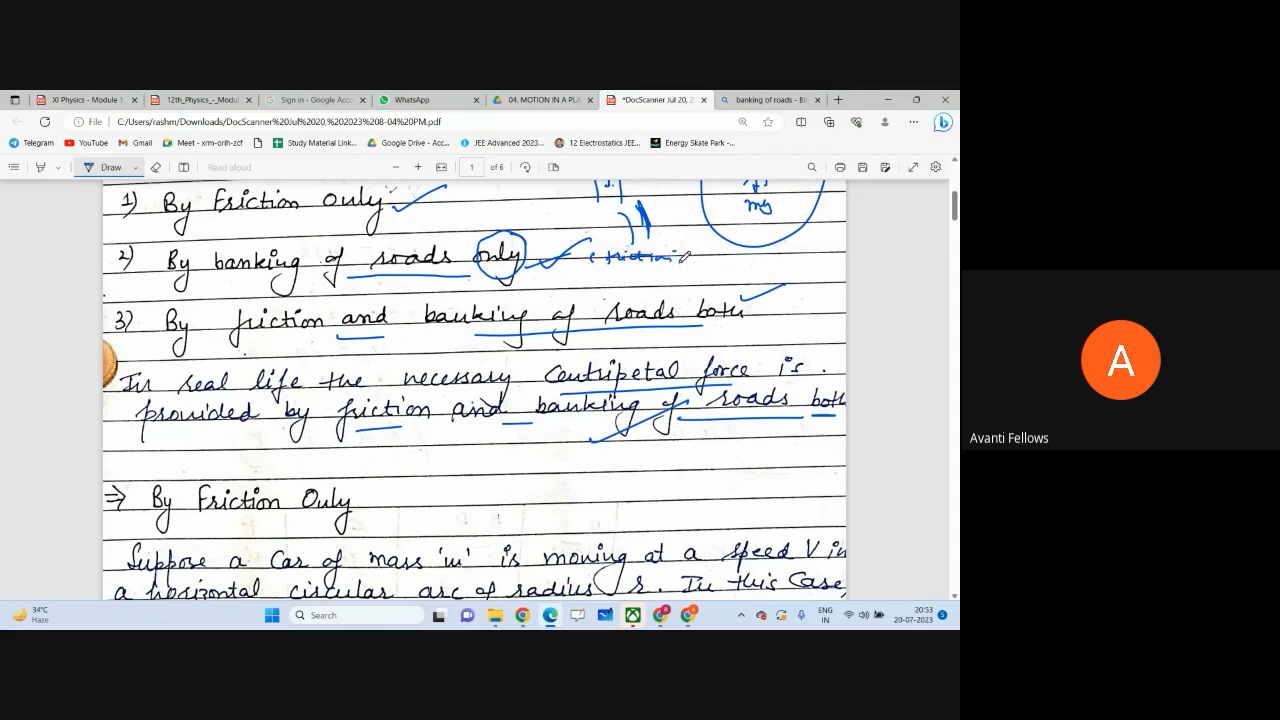 XI Physics - Module 1
12th_Physics_-_Modul
Sign in - Google Acco
WhatsApp
04. MOTION IN A PLA
*DocScanner Jul 20, 2
banking of roads - Bi
File
C:/Users/rashm/Downloads/DocScanner%20Jul%2020,%202023%208-04%20PM.pdf
Telegram
YouTube
Gmail
Meet - xrm-orih-zcf
Study Material Link...
Google Drive - Acc...
JEE Advanced 2023...
12 Electrostatics JEE...
Energy Skate Park -...
Draw
Read aloud
1
of 6
1) By Friction Only
mg
2) By banking of roads only
(friction
3) By friction and banking of roads both
In real life the necessary Centripetal force is
provided by friction and banking of roads both
⇒ By Friction Only
Suppose a Car of mass 'm' is moving at a speed V in
a horizontal circular arc of radius r. In this Case,
A
Avanti Fellows
34°C
Haze
Search
ENG
IN
20:53
20-07-2023
5